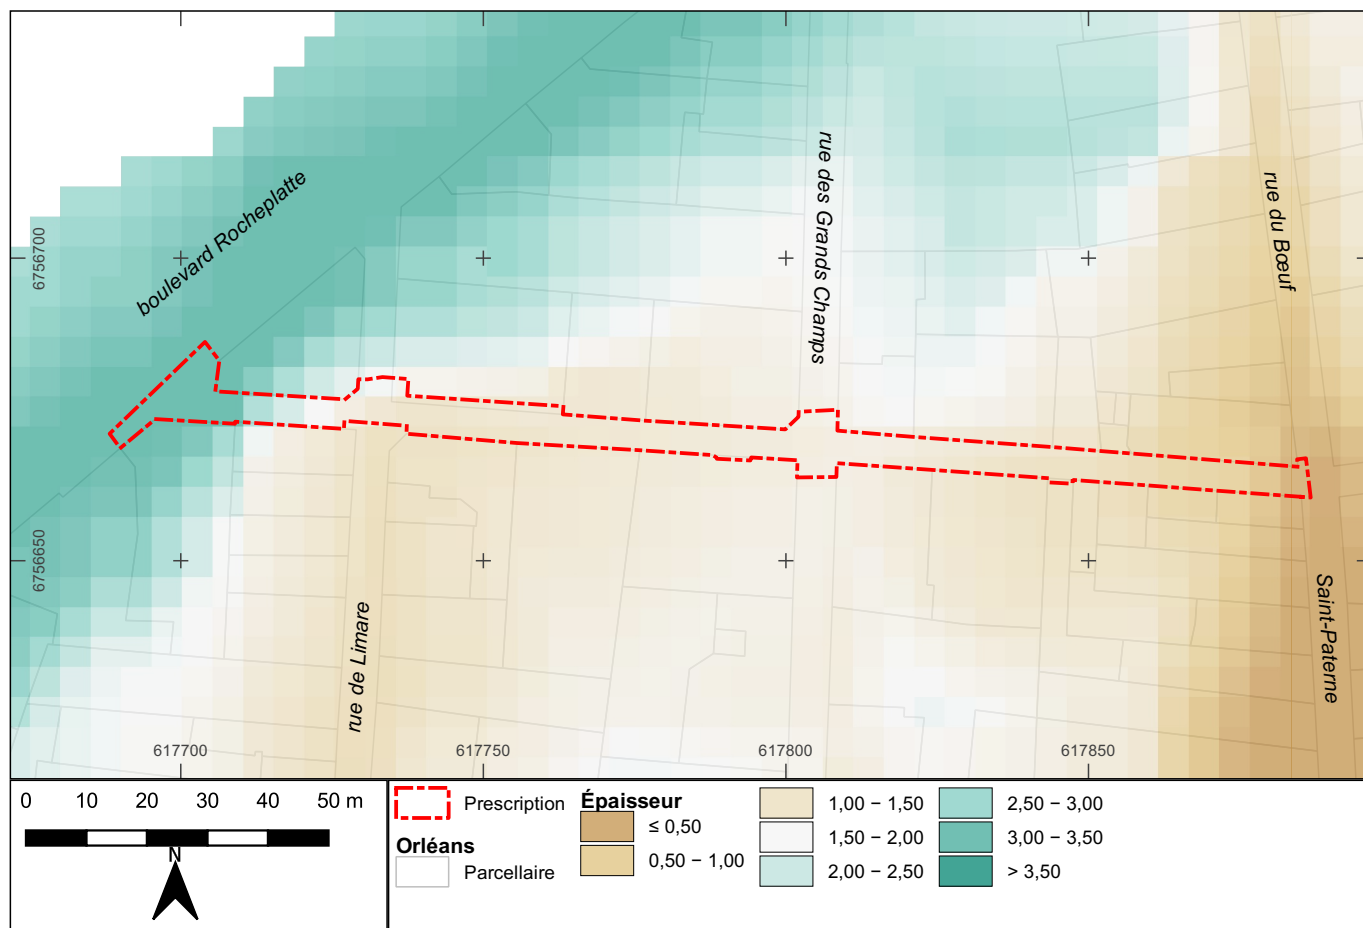 boulevard Rocheplatte
rue des Grands Champs
rue du Bœuf
rue de Limare
Saint-Paterne
6756700
6756650
617700
617750
617800
617850
0 10 20 30 40 50 m
N
Prescription
Orléans
Parcellaire
Épaisseur
≤ 0,50
0,50 − 1,00
1,00 − 1,50
1,50 − 2,00
2,00 − 2,50
2,50 − 3,00
3,00 − 3,50
> 3,50